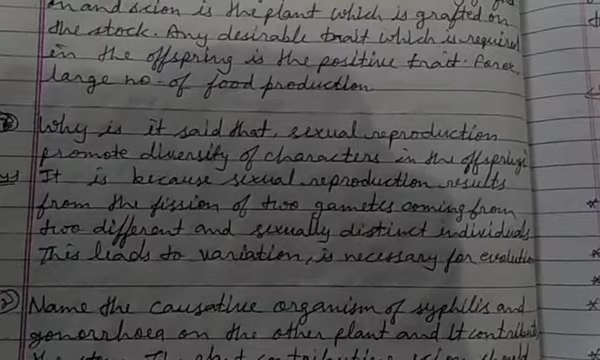 and scion is the plant which is grafted on
the stock. Any desirable trait which is required
in the offspring is the positive trait. For ex.
large no. of food production
Why is it said that, sexual reproduction
promote diversity of characters in the offsprings
It is because sexual reproduction results
from the fission of two gametes coming from
two different and sexually distinct individuals
This leads to variation, is necessary for evolution
Name the causative organism of syphilis and
gonorrhoea on the other plant and It contribut